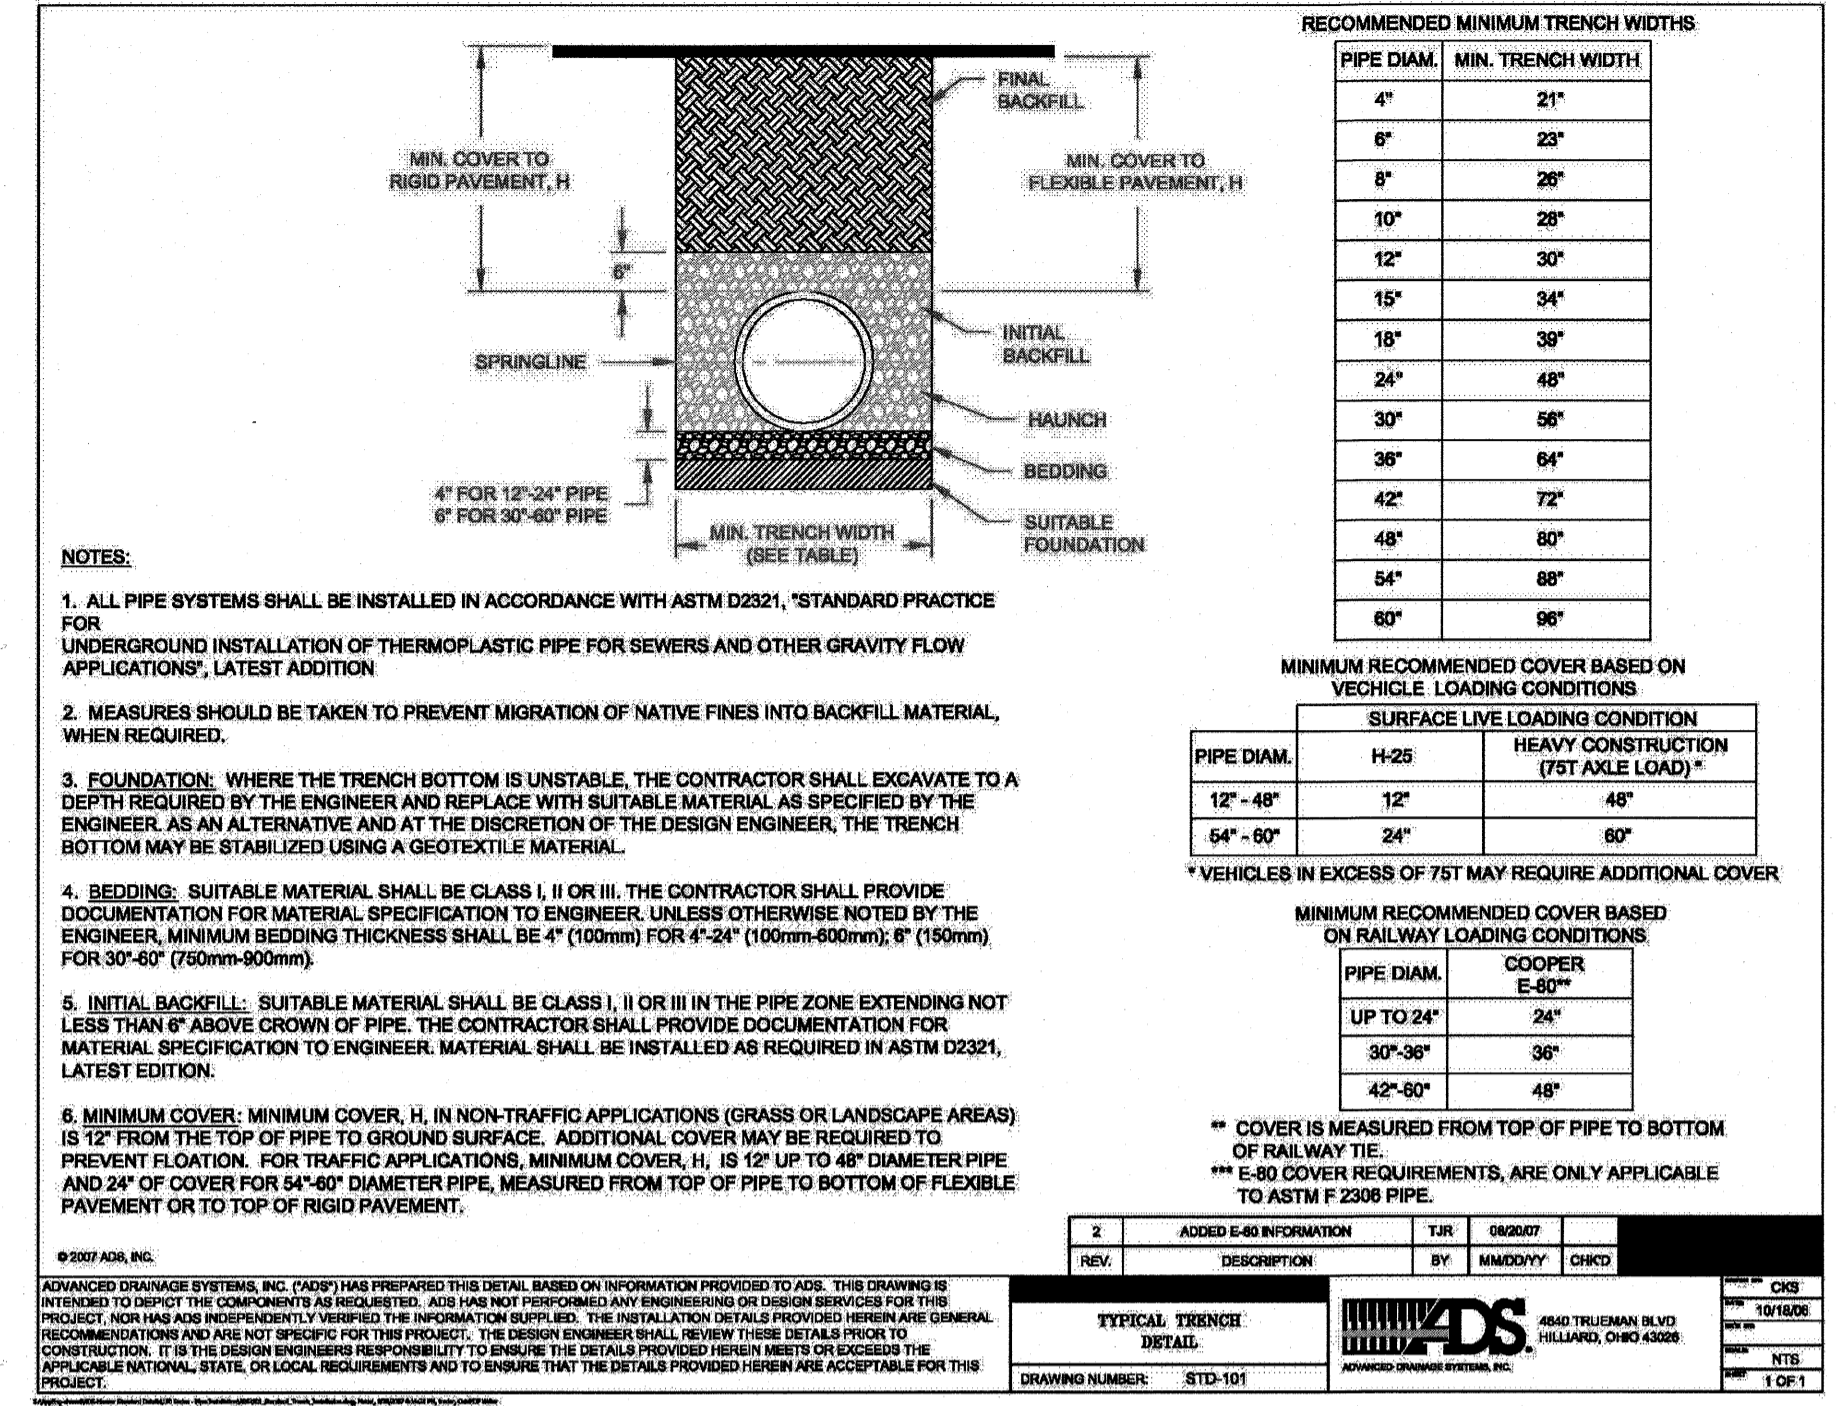 RECOMMENDED MINIMUM TRENCH WIDTHS
PIPE DIAM. MIN. TRENCH WIDTH
4" 21"
6" 23"
8" 26"
10" 28"
12" 30"
15" 34"
18" 39"
24" 48"
30" 56"
36" 64"
42" 72"
48" 80"
54" 88"
60" 96"
FINAL
BACKFILL
MIN. COVER TO
RIGID PAVEMENT, H
MIN. COVER TO
FLEXIBLE PAVEMENT, H
6"
INITIAL
BACKFILL
SPRINGLINE
HAUNCH
BEDDING
4" FOR 12"-24" PIPE
6" FOR 30"-60" PIPE
MIN. TRENCH WIDTH
(SEE TABLE)
SUITABLE
FOUNDATION
NOTES:
1. ALL PIPE SYSTEMS SHALL BE INSTALLED IN ACCORDANCE WITH ASTM D2321, "STANDARD PRACTICE
FOR
UNDERGROUND INSTALLATION OF THERMOPLASTIC PIPE FOR SEWERS AND OTHER GRAVITY FLOW
APPLICATIONS", LATEST ADDITION
2. MEASURES SHOULD BE TAKEN TO PREVENT MIGRATION OF NATIVE FINES INTO BACKFILL MATERIAL,
WHEN REQUIRED.
3. FOUNDATION: WHERE THE TRENCH BOTTOM IS UNSTABLE, THE CONTRACTOR SHALL EXCAVATE TO A
DEPTH REQUIRED BY THE ENGINEER AND REPLACE WITH SUITABLE MATERIAL AS SPECIFIED BY THE
ENGINEER. AS AN ALTERNATIVE AND AT THE DISCRETION OF THE DESIGN ENGINEER, THE TRENCH
BOTTOM MAY BE STABILIZED USING A GEOTEXTILE MATERIAL.
4. BEDDING: SUITABLE MATERIAL SHALL BE CLASS I, II OR III. THE CONTRACTOR SHALL PROVIDE
DOCUMENTATION FOR MATERIAL SPECIFICATION TO ENGINEER. UNLESS OTHERWISE NOTED BY THE
ENGINEER, MINIMUM BEDDING THICKNESS SHALL BE 4" (100mm) FOR 4"-24" (100mm-600mm); 6" (150mm)
FOR 30"-60" (750mm-900mm).
5. INITIAL BACKFILL: SUITABLE MATERIAL SHALL BE CLASS I, II OR III IN THE PIPE ZONE EXTENDING NOT
LESS THAN 6" ABOVE CROWN OF PIPE. THE CONTRACTOR SHALL PROVIDE DOCUMENTATION FOR
MATERIAL SPECIFICATION TO ENGINEER. MATERIAL SHALL BE INSTALLED AS REQUIRED IN ASTM D2321,
LATEST EDITION.
6. MINIMUM COVER: MINIMUM COVER, H, IN NON-TRAFFIC APPLICATIONS (GRASS OR LANDSCAPE AREAS)
IS 12" FROM THE TOP OF PIPE TO GROUND SURFACE. ADDITIONAL COVER MAY BE REQUIRED TO
PREVENT FLOATION. FOR TRAFFIC APPLICATIONS, MINIMUM COVER, H, IS 12" UP TO 48" DIAMETER PIPE
AND 24" OF COVER FOR 54"-60" DIAMETER PIPE, MEASURED FROM TOP OF PIPE TO BOTTOM OF FLEXIBLE
PAVEMENT OR TO TOP OF RIGID PAVEMENT.
MINIMUM RECOMMENDED COVER BASED ON
VECHICLE LOADING CONDITIONS
SURFACE LIVE LOADING CONDITION
PIPE DIAM. H-25 HEAVY CONSTRUCTION
(75T AXLE LOAD) *
12" - 48" 12" 48"
54" - 60" 24" 60"
* VEHICLES IN EXCESS OF 75T MAY REQUIRE ADDITIONAL COVER
MINIMUM RECOMMENDED COVER BASED
ON RAILWAY LOADING CONDITIONS
PIPE DIAM. COOPER
E-80**
UP TO 24" 24"
30"-36" 36"
42"-60" 48"
** COVER IS MEASURED FROM TOP OF PIPE TO BOTTOM
OF RAILWAY TIE.
*** E-80 COVER REQUIREMENTS, ARE ONLY APPLICABLE
TO ASTM F 2306 PIPE.
2 ADDED E-80 INFORMATION TJR 08/20/07
REV. DESCRIPTION BY MM/DD/YY CHK'D
© 2007 ADS, INC.
ADVANCED DRAINAGE SYSTEMS, INC. ("ADS") HAS PREPARED THIS DETAIL BASED ON INFORMATION PROVIDED TO ADS. THIS DRAWING IS
INTENDED TO DEPICT THE COMPONENTS AS REQUESTED. ADS HAS NOT PERFORMED ANY ENGINEERING OR DESIGN SERVICES FOR THIS
PROJECT, NOR HAS ADS INDEPENDENTLY VERIFIED THE INFORMATION SUPPLIED. THE INSTALLATION DETAILS PROVIDED HEREIN ARE GENERAL
RECOMMENDATIONS AND ARE NOT SPECIFIC FOR THIS PROJECT. THE DESIGN ENGINEER SHALL REVIEW THESE DETAILS PRIOR TO
CONSTRUCTION. IT IS THE DESIGN ENGINEERS RESPONSIBILITY TO ENSURE THE DETAILS PROVIDED HEREIN MEETS OR EXCEEDS THE
APPLICABLE NATIONAL, STATE, OR LOCAL REQUIREMENTS AND TO ENSURE THAT THE DETAILS PROVIDED HEREIN ARE ACCEPTABLE FOR THIS
PROJECT.
TYPICAL TRENCH
DETAIL
DRAWING NUMBER: STD-101
ADS
ADVANCED DRAINAGE SYSTEMS, INC.
4640 TRUEMAN BLVD
HILLIARD, OHIO 43026
CKS
10/18/06
NTS
1 OF 1